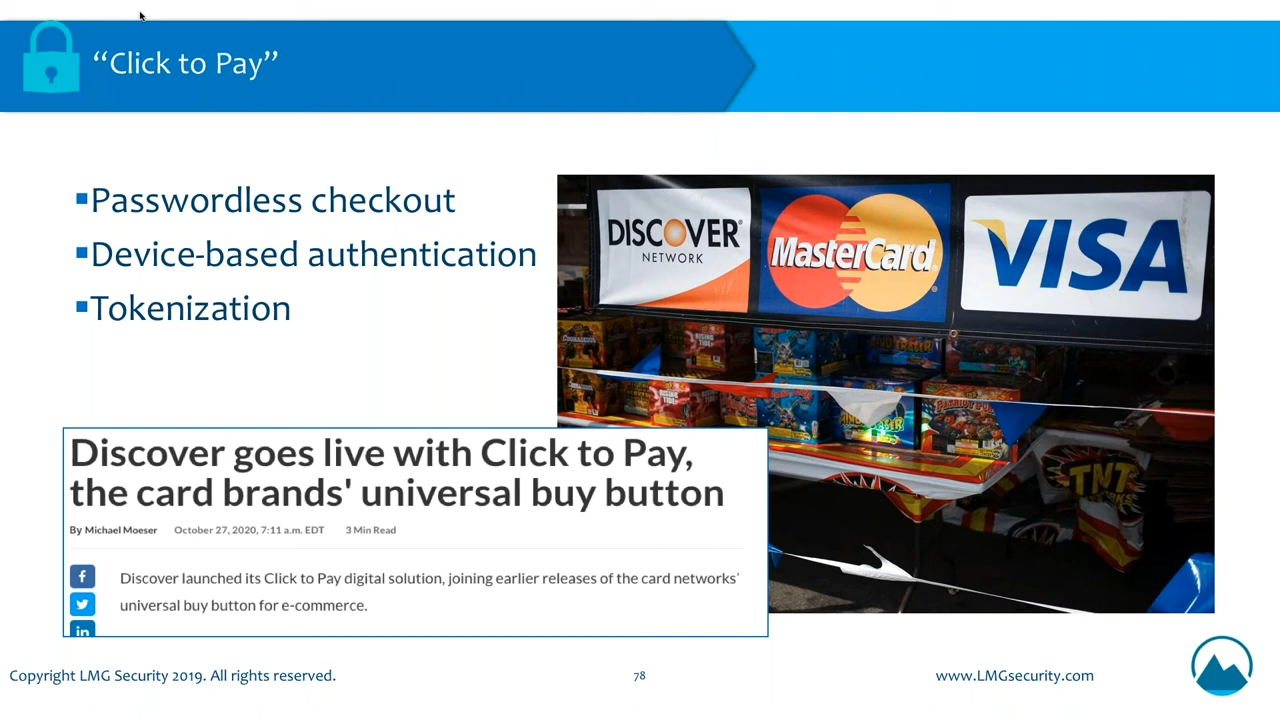 “Click to Pay”
▪Passwordless checkout
▪Device-based authentication
▪Tokenization
DISCOVER®
NETWORK
MasterCard®
VISA
TNT
Discover goes live with Click to Pay,
the card brands' universal buy button
By Michael Moeser October 27, 2020, 7:11 a.m. EDT 3 Min Read
Discover launched its Click to Pay digital solution, joining earlier releases of the card networks'
universal buy button for e-commerce.
f
in
Copyright LMG Security 2019. All rights reserved.
78
www.LMGsecurity.com